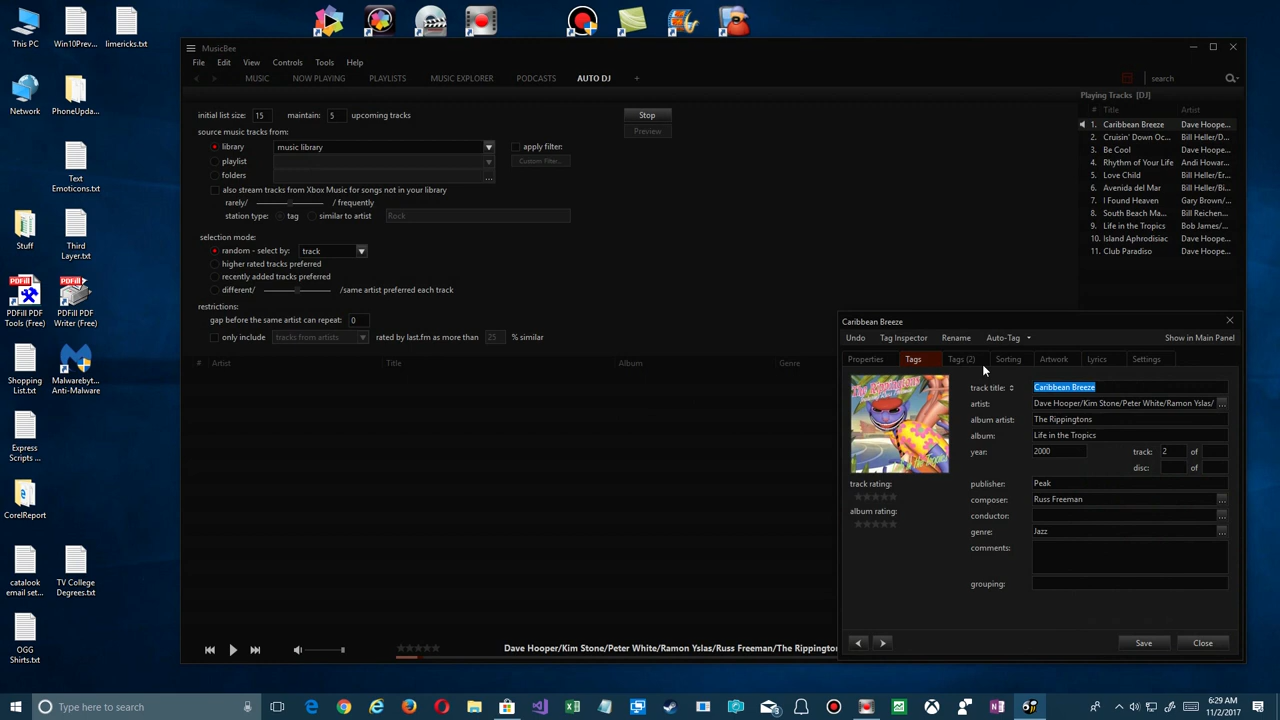 This PC
Win10Prev...
limericks.txt
Network
PhoneUpda...
Text
Emoticons.txt
Stuff
Third
Layer.txt
PDFill PDF
Tools (Free)
PDFill PDF
Writer (Free)
Shopping
List.txt
Malwarebyt...
Anti-Malware
Express
Scripts ...
CorelReport
catalook
email set...
TV College
Degrees.txt
OGG
Shirts.txt
MusicBee
File Edit View Controls Tools Help
MUSIC NOW PLAYING PLAYLISTS MUSIC EXPLORER PODCASTS AUTO DJ +
search
initial list size: 15 maintain: 5 upcoming tracks
Stop
Preview
source music tracks from:
library music library
apply filter:
playlist
Custom Filter...
folders
...
also stream tracks from Xbox Music for songs not in your library
rarely/ / frequently
station type: tag similar to artist Rock
selection mode:
random - select by: track
higher rated tracks preferred
recently added tracks preferred
different/ /same artist preferred each track
restrictions:
gap before the same artist can repeat: 0
only include tracks from artists rated by last.fm as more than 25 % similar
# Artist Title Album Genre
Playing Tracks [DJ]
# Title Artist
1. Caribbean Breeze Dave Hoope...
2. Cruisin' Down Oc... Bill Heller/D...
3. Be Cool Dave Hoope...
4. Rhythm of Your Life Andi Howar...
5. Love Child Bill Heller/E...
6. Avenida del Mar Bill Heller/Bi...
7. I Found Heaven Gary Brown/...
8. South Beach Ma... Bill Reichen...
9. Life in the Tropics Bob James/...
10. Island Aphrodisiac Dave Hoope...
11. Club Paradiso Dave Hoope...
Caribbean Breeze
Undo Tag Inspector Rename Auto-Tag Show in Main Panel
Properties Tags Tags (2) Sorting Artwork Lyrics Settings
The Rippingtons
track title: Caribbean Breeze
artist: Dave Hooper/Kim Stone/Peter White/Ramon Yslas/ ...
album artist: The Rippingtons
album: Life in the Tropics
year: 2000 track: 2 of
disc: of
track rating:
album rating:
publisher: Peak
composer: Russ Freeman ...
conductor: ...
genre: Jazz ...
comments:
grouping:
Save Close
Dave Hooper/Kim Stone/Peter White/Ramon Yslas/Russ Freeman/The Rippington
Type here to search
6:29 AM
11/2/2017